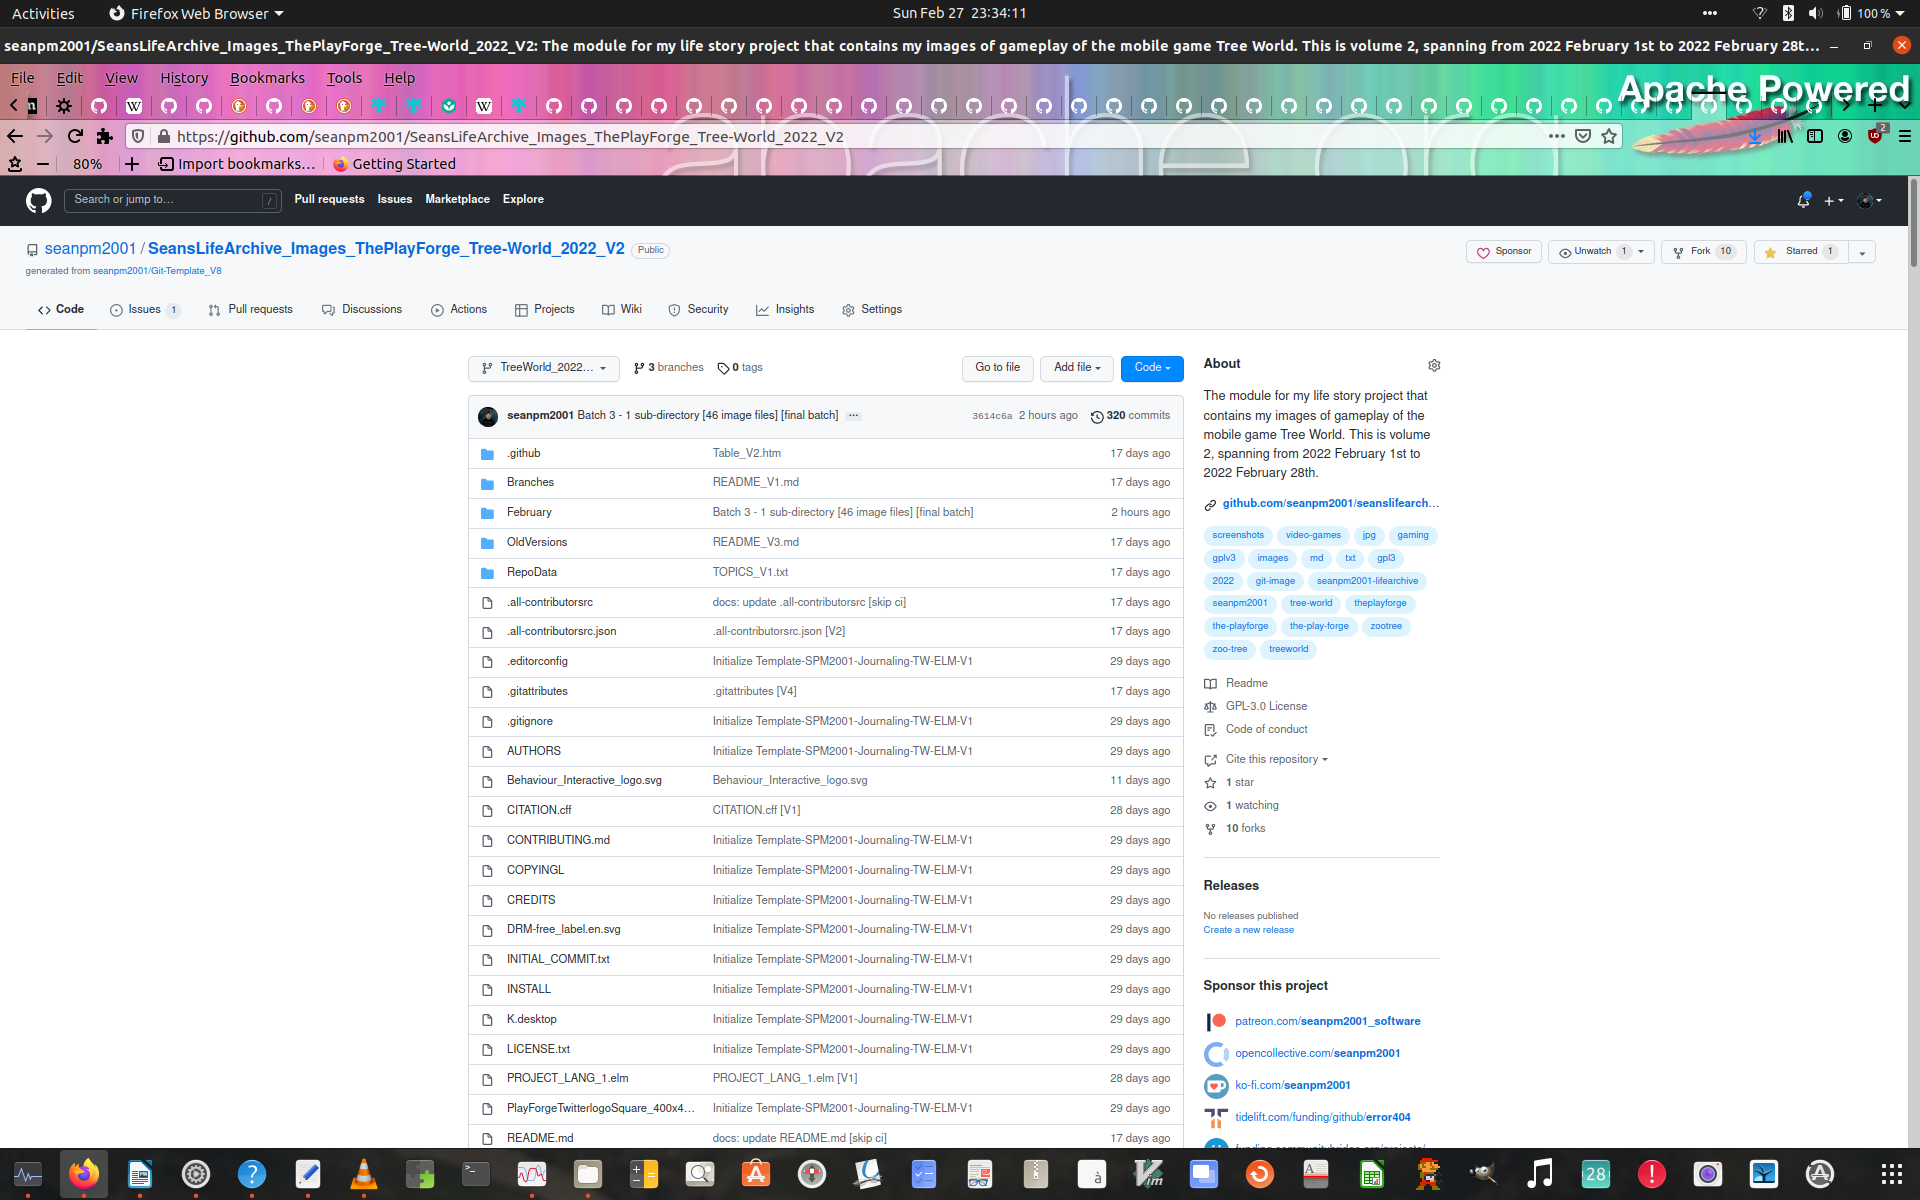 Activities
Firefox Web Browser
Sun Feb 27 23:34:11
100 %
seanpm2001/SeansLifeArchive_Images_ThePlayForge_Tree-World_2022_V2: The module for my life story project that contains my images of gameplay of the mobile game Tree World. This is volume 2, spanning from 2022 February 1st to 2022 February 28t…
File Edit View History Bookmarks Tools Help
Apache Powered
https://github.com/seanpm2001/SeansLifeArchive_Images_ThePlayForge_Tree-World_2022_V2
2
80%
Import bookmarks…
Getting Started
Search or jump to…
/
Pull requests Issues Marketplace Explore
seanpm2001 / SeansLifeArchive_Images_ThePlayForge_Tree-World_2022_V2 Public
generated from seanpm2001/Git-Template_V8
Sponsor
Unwatch 1
Fork 10
Starred 1
Code
Issues 1
Pull requests
Discussions
Actions
Projects
Wiki
Security
Insights
Settings
TreeWorld_2022…
3 branches
0 tags
Go to file
Add file
Code
seanpm2001 Batch 3 - 1 sub-directory [46 image files] [final batch] ...
3614c6a 2 hours ago 320 commits
.github Table_V2.htm 17 days ago
Branches README_V1.md 17 days ago
February Batch 3 - 1 sub-directory [46 image files] [final batch] 2 hours ago
OldVersions README_V3.md 17 days ago
RepoData TOPICS_V1.txt 17 days ago
.all-contributorsrc docs: update .all-contributorsrc [skip ci] 17 days ago
.all-contributorsrc.json .all-contributorsrc.json [V2] 17 days ago
.editorconfig Initialize Template-SPM2001-Journaling-TW-ELM-V1 29 days ago
.gitattributes .gitattributes [V4] 17 days ago
.gitignore Initialize Template-SPM2001-Journaling-TW-ELM-V1 29 days ago
AUTHORS Initialize Template-SPM2001-Journaling-TW-ELM-V1 29 days ago
Behaviour_Interactive_logo.svg Behaviour_Interactive_logo.svg 11 days ago
CITATION.cff CITATION.cff [V1] 28 days ago
CONTRIBUTING.md Initialize Template-SPM2001-Journaling-TW-ELM-V1 29 days ago
COPYINGL Initialize Template-SPM2001-Journaling-TW-ELM-V1 29 days ago
CREDITS Initialize Template-SPM2001-Journaling-TW-ELM-V1 29 days ago
DRM-free_label.en.svg Initialize Template-SPM2001-Journaling-TW-ELM-V1 29 days ago
INITIAL_COMMIT.txt Initialize Template-SPM2001-Journaling-TW-ELM-V1 29 days ago
INSTALL Initialize Template-SPM2001-Journaling-TW-ELM-V1 29 days ago
K.desktop Initialize Template-SPM2001-Journaling-TW-ELM-V1 29 days ago
LICENSE.txt Initialize Template-SPM2001-Journaling-TW-ELM-V1 29 days ago
PROJECT_LANG_1.elm PROJECT_LANG_1.elm [V1] 28 days ago
PlayForgeTwitterlogoSquare_400x4… Initialize Template-SPM2001-Journaling-TW-ELM-V1 29 days ago
README.md docs: update README.md [skip ci] 17 days ago
About
The module for my life story project that
contains my images of gameplay of the
mobile game Tree World. This is volume
2, spanning from 2022 February 1st to
2022 February 28th.
github.com/seanpm2001/seanslifearch…
screenshots video-games jpg gaming
gplv3 images md txt gpl3
2022 git-image seanpm2001-lifearchive
seanpm2001 tree-world theplayforge
the-playforge the-play-forge zootree
zoo-tree treeworld
Readme
GPL-3.0 License
Code of conduct
Cite this repository
1 star
1 watching
10 forks
Releases
No releases published
Create a new release
Sponsor this project
patreon.com/seanpm2001_software
opencollective.com/seanpm2001
ko-fi.com/seanpm2001
tidelift.com/funding/github/error404
28